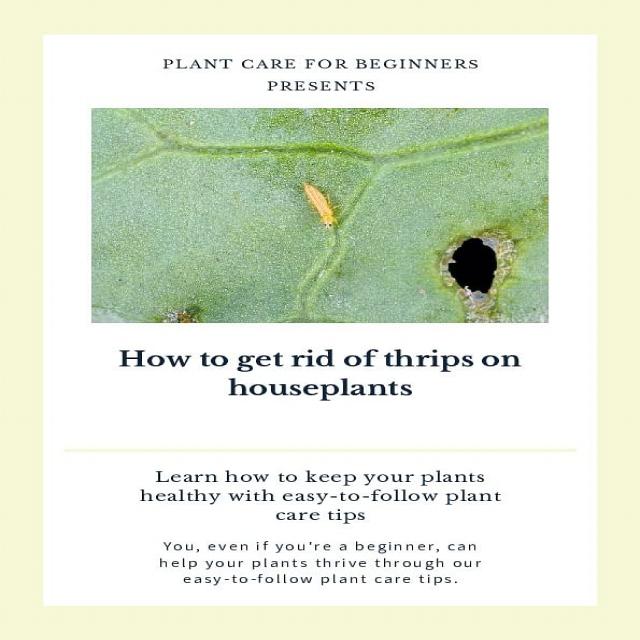 PLANT CARE FOR BEGINNERS
PRESENTS
How to get rid of thrips on
houseplants
Learn how to keep your plants
healthy with easy-to-follow plant
care tips
You, even if you're a beginner, can
help your plants thrive through our
easy-to-follow plant care tips.